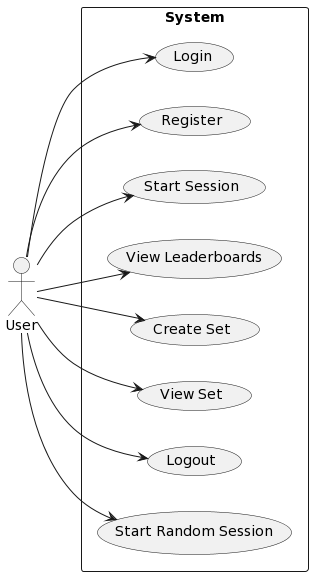 System
Login
Register
Start Session
View Leaderboards
User
Create Set
View Set
Logout
Start Random Session